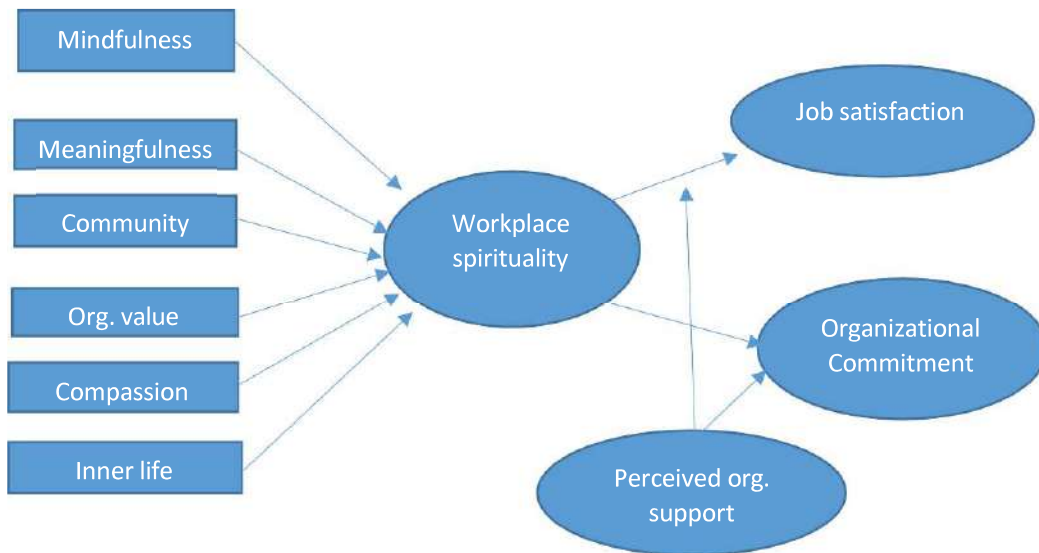 Mindfulness
Meaningfulness
Community
Org. value
Compassion
Inner life
Workplace
spirituality
Job satisfaction
Organizational
Commitment
Perceived org.
support